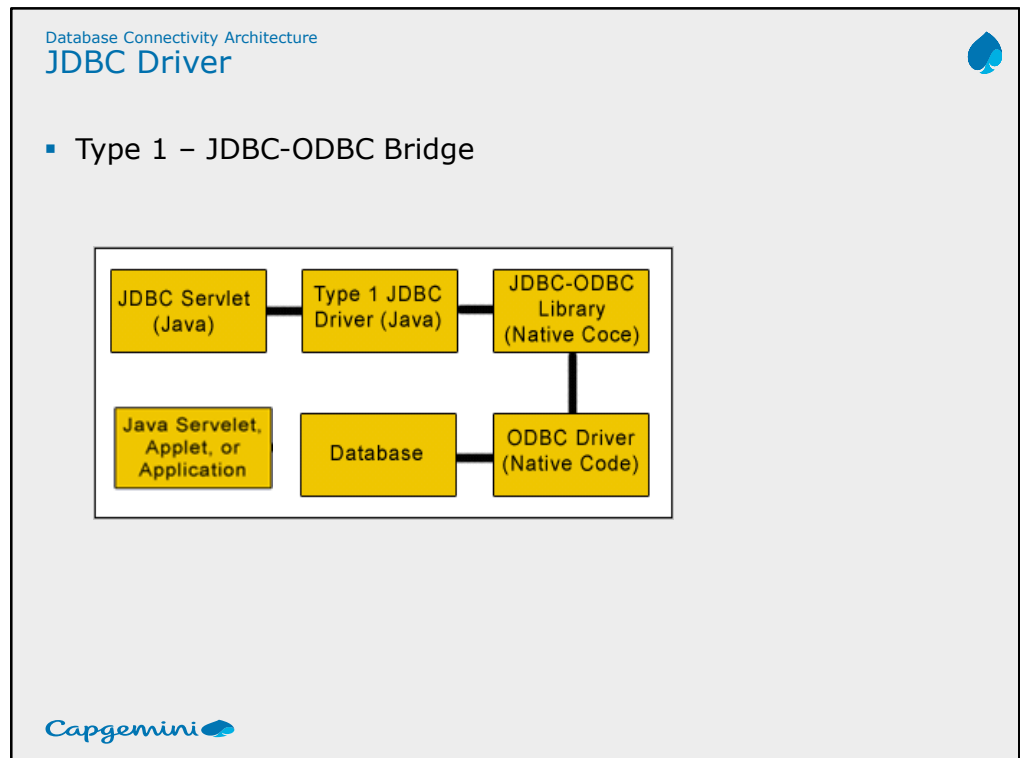 Database Connectivity Architecture
JDBC Driver
▪ Type 1 – JDBC-ODBC Bridge
JDBC Servlet
(Java)
Type 1 JDBC
Driver (Java)
JDBC-ODBC
Library
(Native Coce)
Java Servelet,
Applet, or
Application
Database
ODBC Driver
(Native Code)
Capgemini